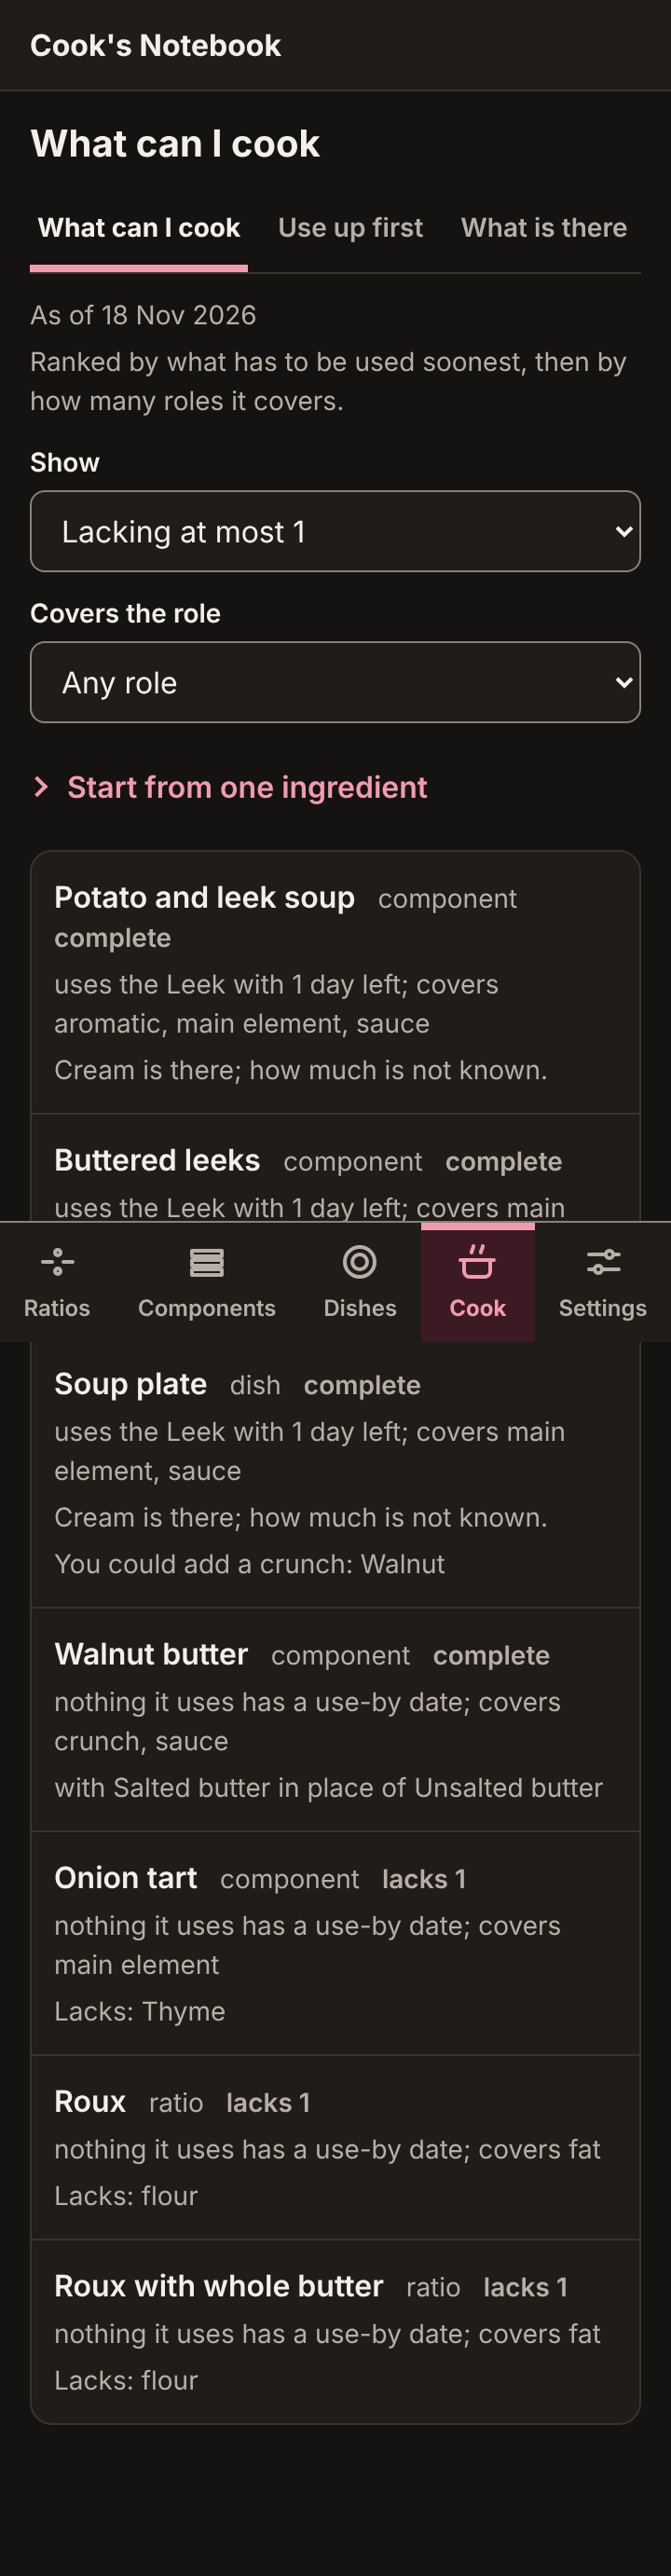 Cook's Notebook
What can I cook
What can I cook Use up first What is there
As of 18 Nov 2026
Ranked by what has to be used soonest, then by
how many roles it covers.
Show
Lacking at most 1
Covers the role
Any role
Start from one ingredient
Potato and leek soup component
complete
uses the Leek with 1 day left; covers
aromatic, main element, sauce
Cream is there; how much is not known.
Buttered leeks component complete
uses the Leek with 1 day left; covers main
Ratios Components Dishes Cook Settings
Soup plate dish complete
uses the Leek with 1 day left; covers main
element, sauce
Cream is there; how much is not known.
You could add a crunch: Walnut
Walnut butter component complete
nothing it uses has a use-by date; covers
crunch, sauce
with Salted butter in place of Unsalted butter
Onion tart component lacks 1
nothing it uses has a use-by date; covers
main element
Lacks: Thyme
Roux ratio lacks 1
nothing it uses has a use-by date; covers fat
Lacks: flour
Roux with whole butter ratio lacks 1
nothing it uses has a use-by date; covers fat
Lacks: flour